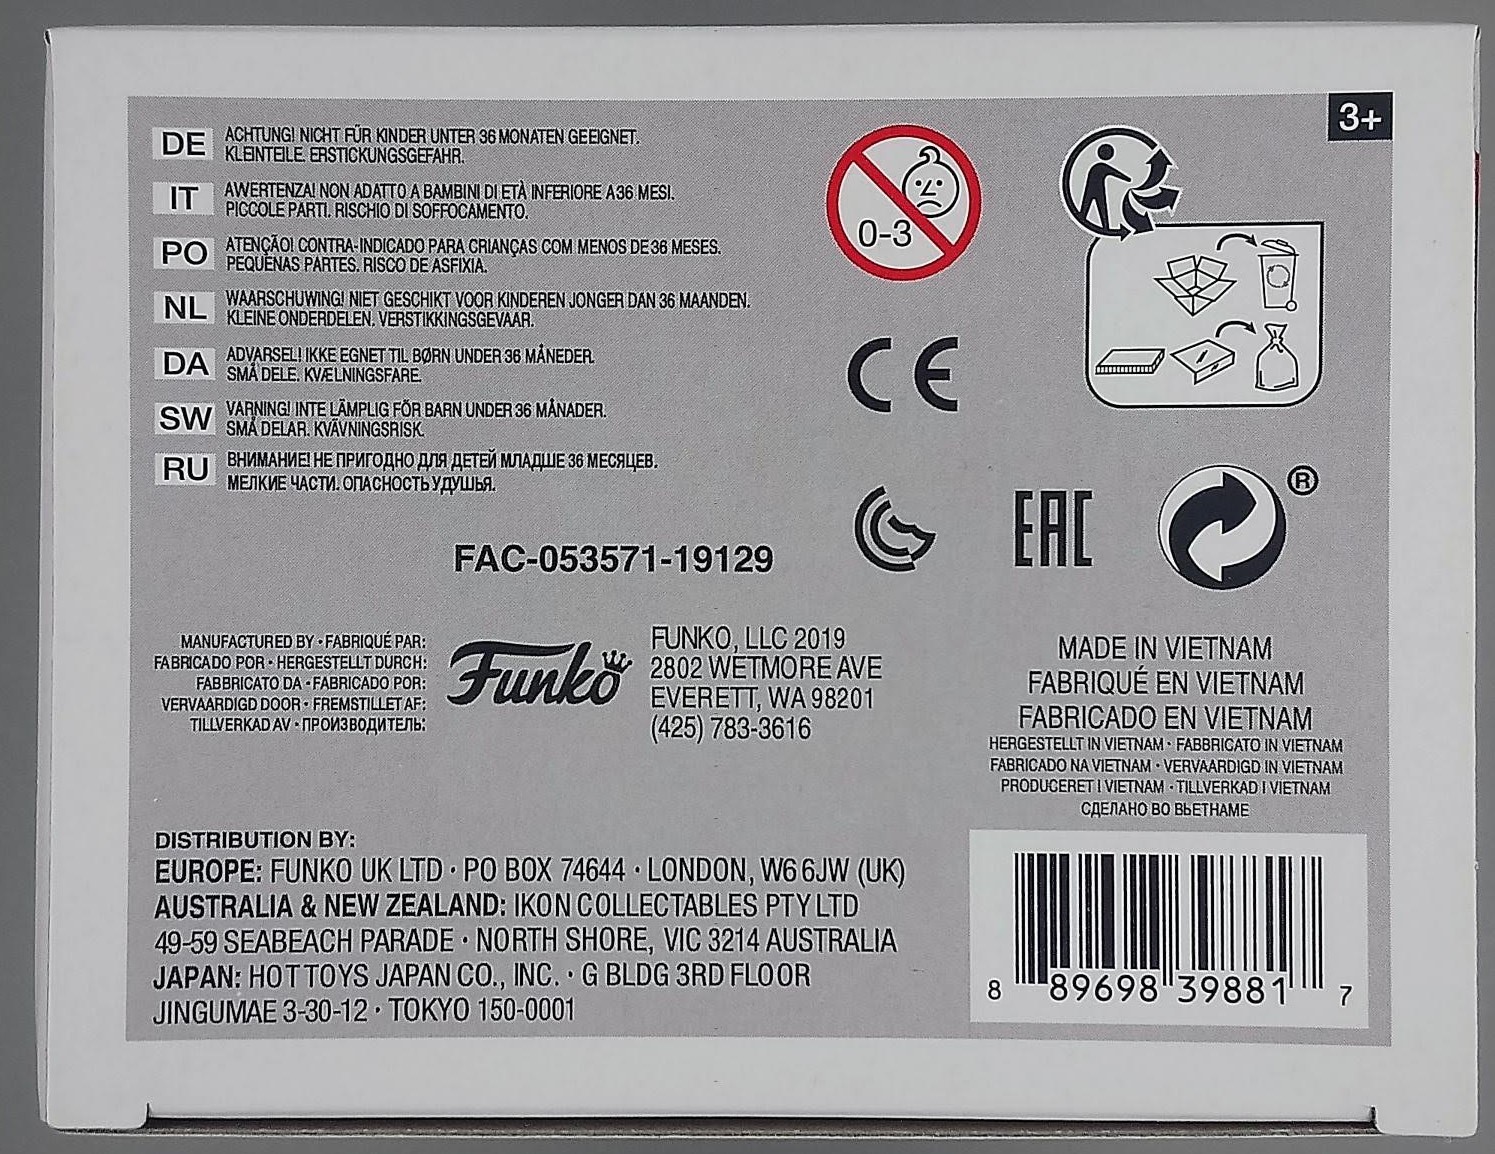 3+
DE ACHTUNG! NICHT FÜR KINDER UNTER 36 MONATEN GEEIGNET.
KLEINTEILE. ERSTICKUNGSGEFAHR.
IT AWERTENZA! NON ADATTO A BAMBINI DI ETÀ INFERIORE A 36 MESI.
PICCOLE PARTI. RISCHIO DI SOFFOCAMENTO.
PO ATENÇÃO! CONTRA-INDICADO PARA CRIANÇAS COM MENOS DE 36 MESES.
PEQUENAS PARTES. RISCO DE ASFIXIA.
NL WAARSCHUWING! NIET GESCHIKT VOOR KINDEREN JONGER DAN 36 MAANDEN.
KLEINE ONDERDELEN. VERSTIKKINGSGEVAAR.
DA ADVARSEL! IKKE EGNET TIL BØRN UNDER 36 MÅNEDER.
SMÅ DELE. KVÆLNINGSFARE.
SW VARNING! INTE LÄMPLIG FÖR BARN UNDER 36 MÅNADER.
SMÅ DELAR. KVÄVNINGSRISK.
RU ВНИМАНИЕ! НЕ ПРИГОДНО ДЛЯ ДЕТЕЙ МЛАДШЕ 36 МЕСЯЦЕВ.
МЕЛКИЕ ЧАСТИ. ОПАСНОСТЬ УДУШЬЯ.
0-3
CE
EAC
®
FAC-053571-19129
MANUFACTURED BY • FABRIQUÉ PAR:
FABRICADO POR • HERGESTELLT DURCH:
FABBRICATO DA • FABRICADO POR:
VERVAARDIGD DOOR • FREMSTILLET AF:
TILLVERKAD AV • ПРОИЗВОДИТЕЛЬ:
Funko
FUNKO, LLC 2019
2802 WETMORE AVE
EVERETT, WA 98201
(425) 783-3616
MADE IN VIETNAM
FABRIQUÉ EN VIETNAM
FABRICADO EN VIETNAM
HERGESTELLT IN VIETNAM • FABBRICATO IN VIETNAM
FABRICADO NA VIETNAM • VERVAARDIGD IN VIETNAM
PRODUCERET I VIETNAM • TILLVERKAD I VIETNAM
СДЕЛАНО ВО ВЬЕТНАМЕ
DISTRIBUTION BY:
EUROPE: FUNKO UK LTD • PO BOX 74644 • LONDON, W6 6JW (UK)
AUSTRALIA & NEW ZEALAND: IKON COLLECTABLES PTY LTD
49-59 SEABEACH PARADE • NORTH SHORE, VIC 3214 AUSTRALIA
JAPAN: HOT TOYS JAPAN CO., INC. • G BLDG 3RD FLOOR
JINGUMAE 3-30-12 • TOKYO 150-0001
8 89698 39881 7